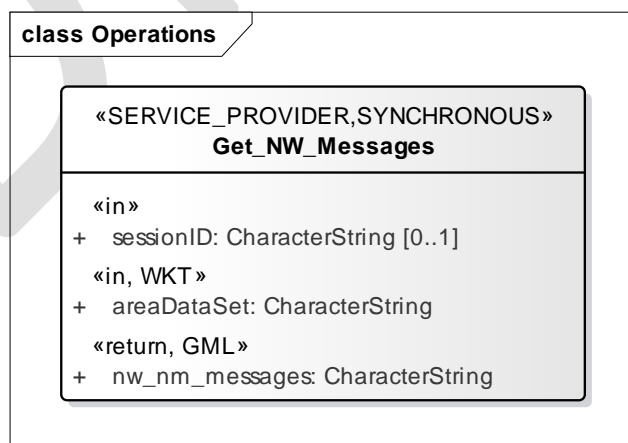 class Operations
«SERVICE_PROVIDER,SYNCHRONOUS»
Get_NW_Messages
«in»
+ sessionID: CharacterString [0..1]
«in, WKT»
+ areaDataSet: CharacterString
«return, GML»
+ nw_nm_messages: CharacterString